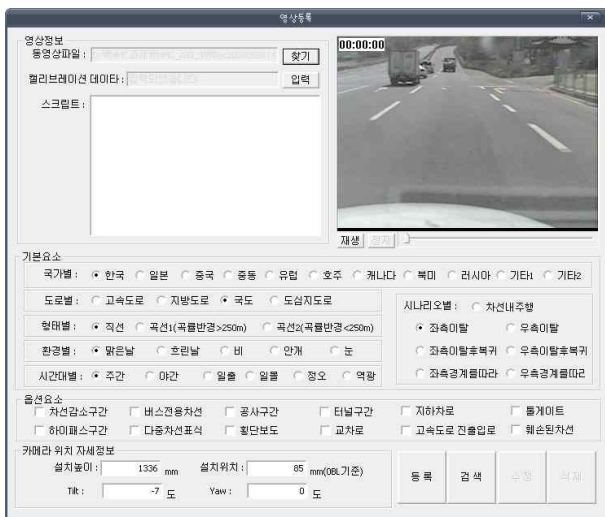 영상등록
영상정보
동영상파일 : 찾기
캘리브레이션 데이타 : 입력
스크립트 :
00:00:00
재생 정지
기본요소
국가별 : 한국 일본 중국 중동 유럽 호주 캐나다 북미 러시아 기타1 기타2
도로별 : 고속도로 지방도로 국도 도심지도로
형태별 : 직선 곡선1(곡률반경>250m) 곡선2(곡률반경<250m)
환경별 : 맑은날 흐린날 비 안개 눈
시간대별 : 주간 야간 일출 일몰 정오 역광
시나리오별 : 차선내주행
좌측이탈 우측이탈
좌측이탈후복귀 우측이탈후복귀
좌측경계를따라 우측경계를따라
옵션요소
차선감소구간 버스전용차선 공사구간 터널구간 지하차로 톨게이트
하이패스구간 다중차선표식 횡단보도 교차로 고속도로 진출입로 훼손된차선
카메라 위치 자세정보
설치높이 : 1336 mm 설치위치 : 85 mm(OBL기준)
Tilt : -7 도 Yaw : 0 도
등록 검색 수정 삭제